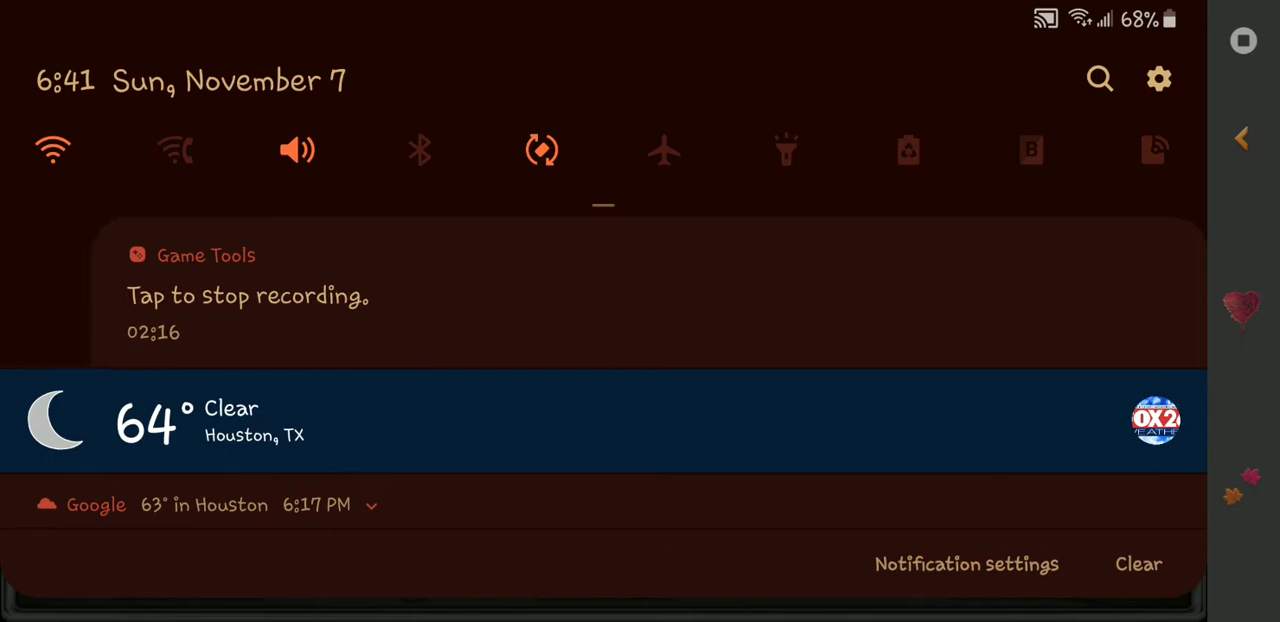 68%
6:41 Sun, November 7
B
Game Tools
Tap to stop recording.
02:16
64° Clear
Houston, TX
OX2
Google 63° in Houston 6:17 PM
Notification settings Clear